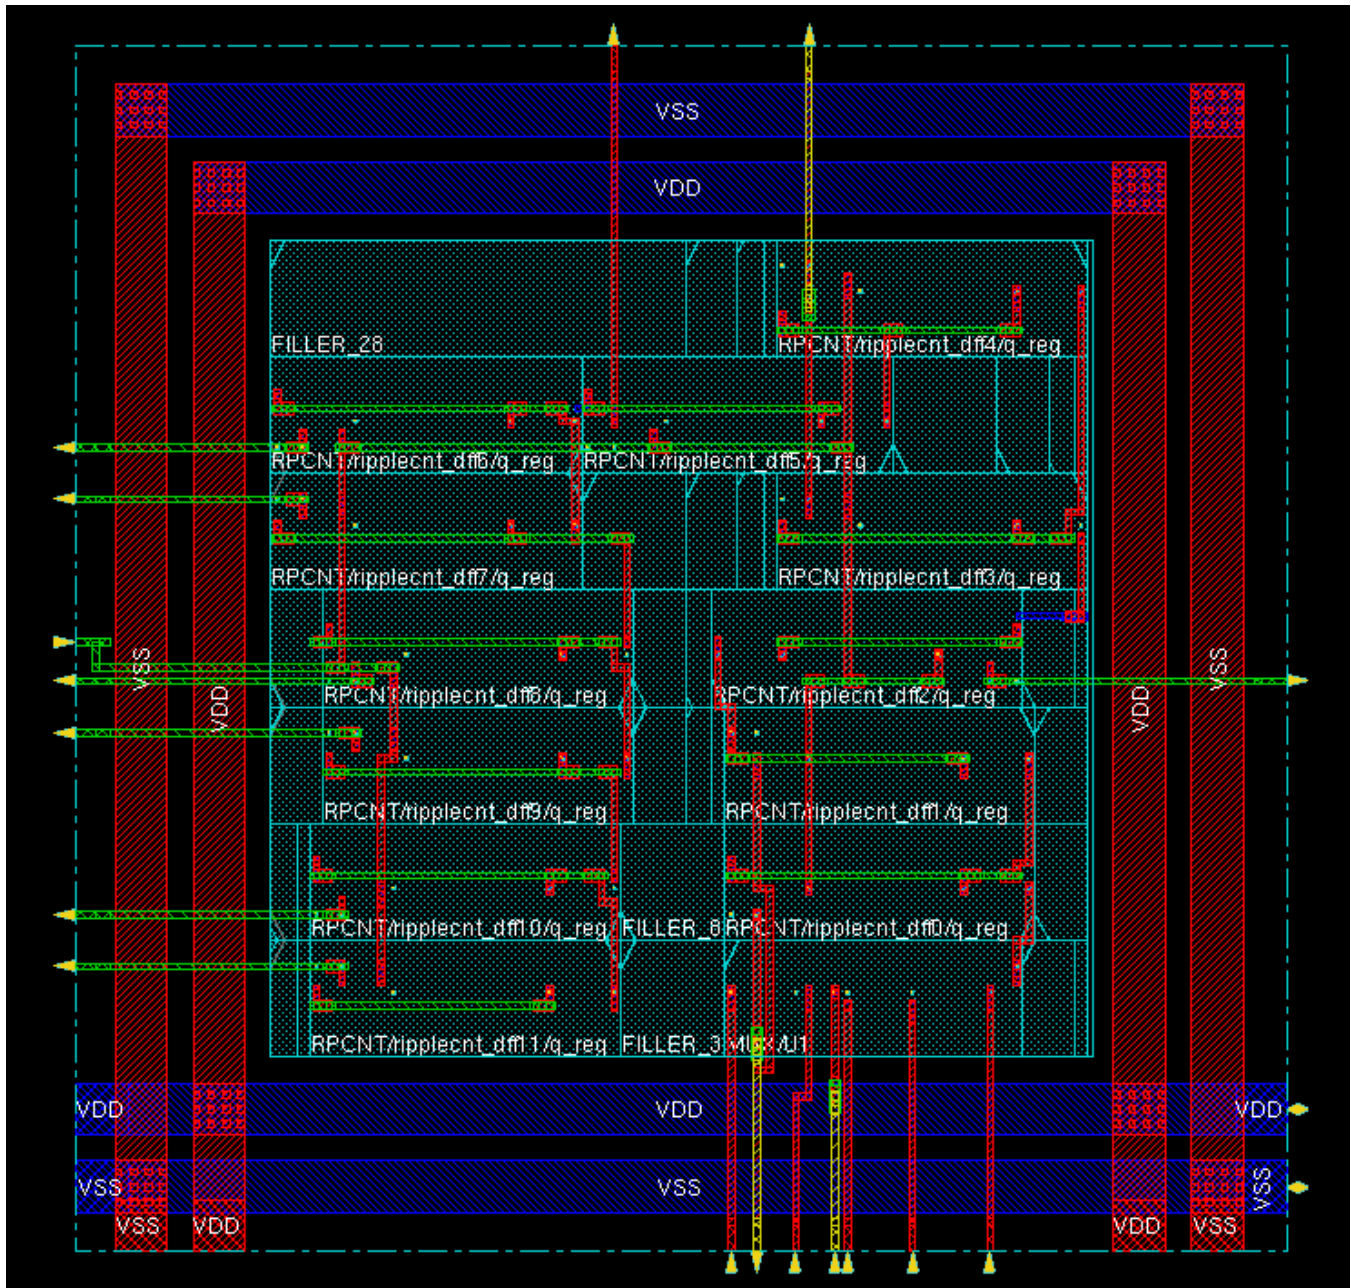 VSS
VDD
FILLER_28
RPCNT/ripplecnt_dff4/q_reg
RPCNT/ripplecnt_dff6/q_reg
RPCNT/ripplecnt_dff5/q_reg
RPCNT/ripplecnt_dff7/q_reg
RPCNT/ripplecnt_dff3/q_reg
VSS
VDD
RPCNT/ripplecnt_dff8/q_reg
RPCNT/ripplecnt_dff2/q_reg
VDD
VSS
RPCNT/ripplecnt_dff9/q_reg
RPCNT/ripplecnt_dff1/q_reg
RPCNT/ripplecnt_dff10/q_reg
FILLER_8
RPCNT/ripplecnt_dff0/q_reg
RPCNT/ripplecnt_dff11/q_reg
FILLER_3
VDD
VDD
VDD
VSS
VSS
VSS
VSS
VDD
VDD
VSS